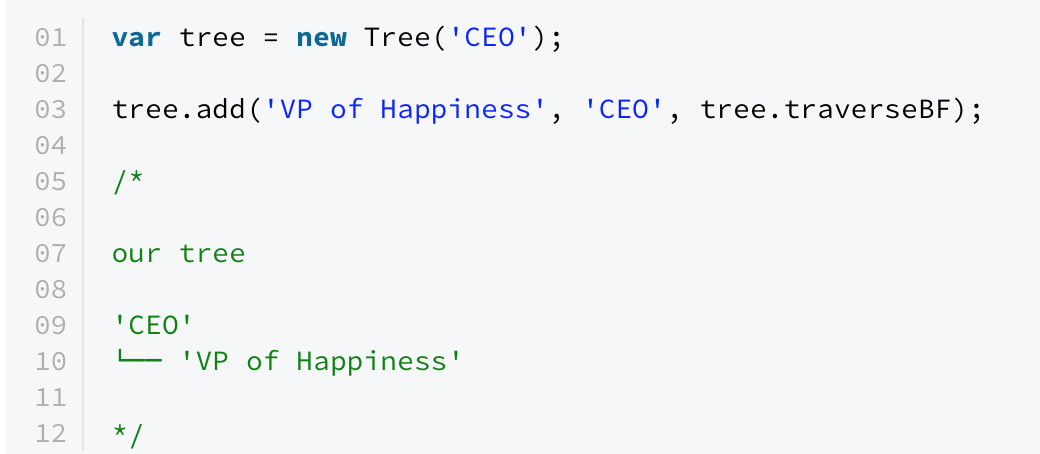 01 var tree = new Tree('CEO');
02
03 tree.add('VP of Happiness', 'CEO', tree.traverseBF);
04
05 /*
06
07 our tree
08
09 'CEO'
10 └── 'VP of Happiness'
11
12 */